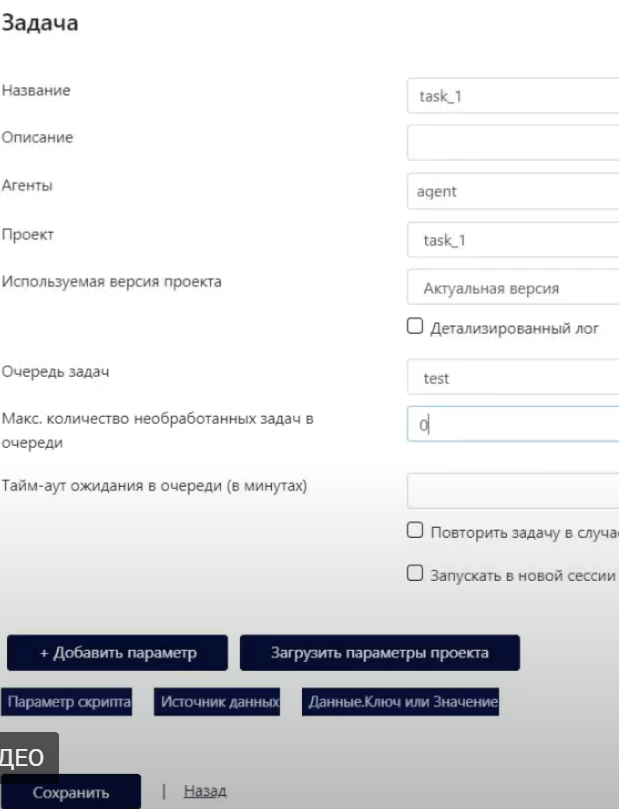 Задача
Название
task_1
Описание
Агенты
agent
Проект
task_1
Используемая версия проекта
Актуальная версия
Детализированный лог
Очередь задач
test
Макс. количество необработанных задач в
очереди
0
Тайм-аут ожидания в очереди (в минутах)
Повторить задачу в случа
Запускать в новой сессии
+ Добавить параметр
Загрузить параметры проекта
Параметр скрипта
Источник данных
Данные.Ключ или Значение
ДЕО
Сохранить
| Назад